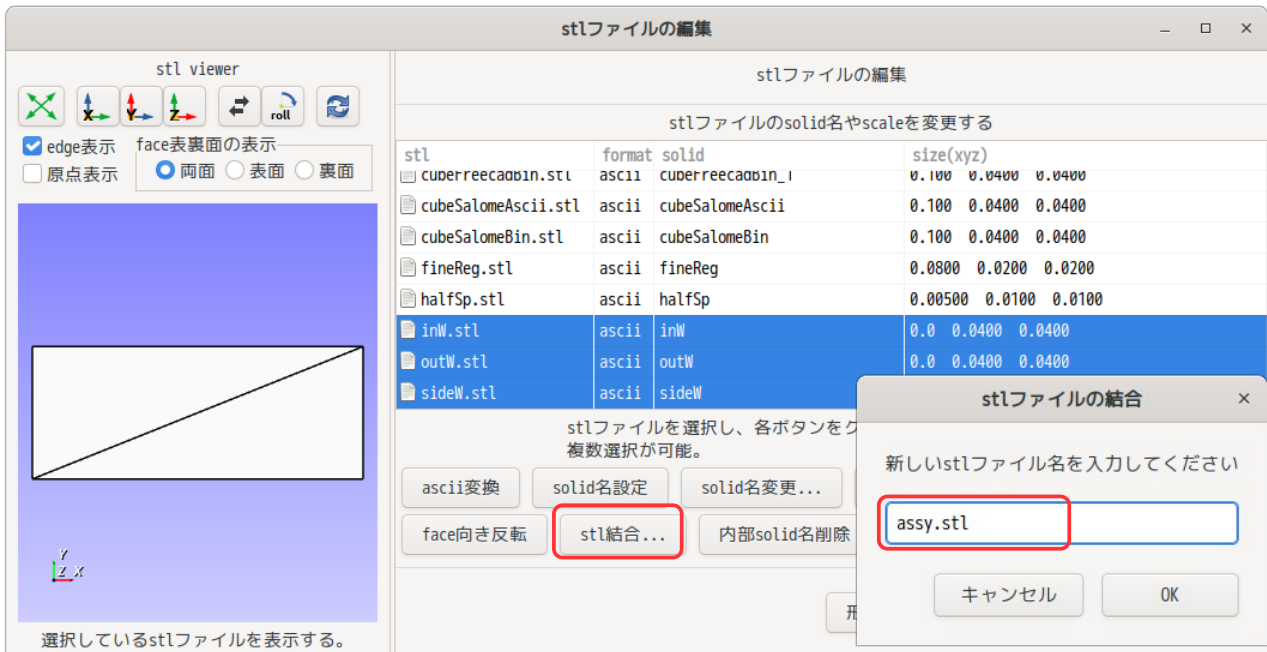 stlファイルの編集
stl viewer
X Y Z roll
edge表示
原点表示
face表裏面の表示
両面 表面 裏面
Y
Z X
選択しているstlファイルを表示する。
stlファイルの編集
stlファイルのsolid名やscaleを変更する
stl format solid size(xyz)
cubeFreecadBin.stl ascii cubeFreecadBin_T 0.100 0.0400 0.0400
cubeSalomeAscii.stl ascii cubeSalomeAscii 0.100 0.0400 0.0400
cubeSalomeBin.stl ascii cubeSalomeBin 0.100 0.0400 0.0400
fineReg.stl ascii fineReg 0.0800 0.0200 0.0200
halfSp.stl ascii halfSp 0.00500 0.0100 0.0100
inW.stl ascii inW 0.0 0.0400 0.0400
outW.stl ascii outW 0.0 0.0400 0.0400
sideW.stl ascii sideW
stlファイルを選択し、各ボタンをク
複数選択が可能。
ascii変換 solid名設定 solid名変更...
face向き反転 stl結合... 内部solid名削除
stlファイルの結合
新しいstlファイル名を入力してください
assy.stl
キャンセル OK